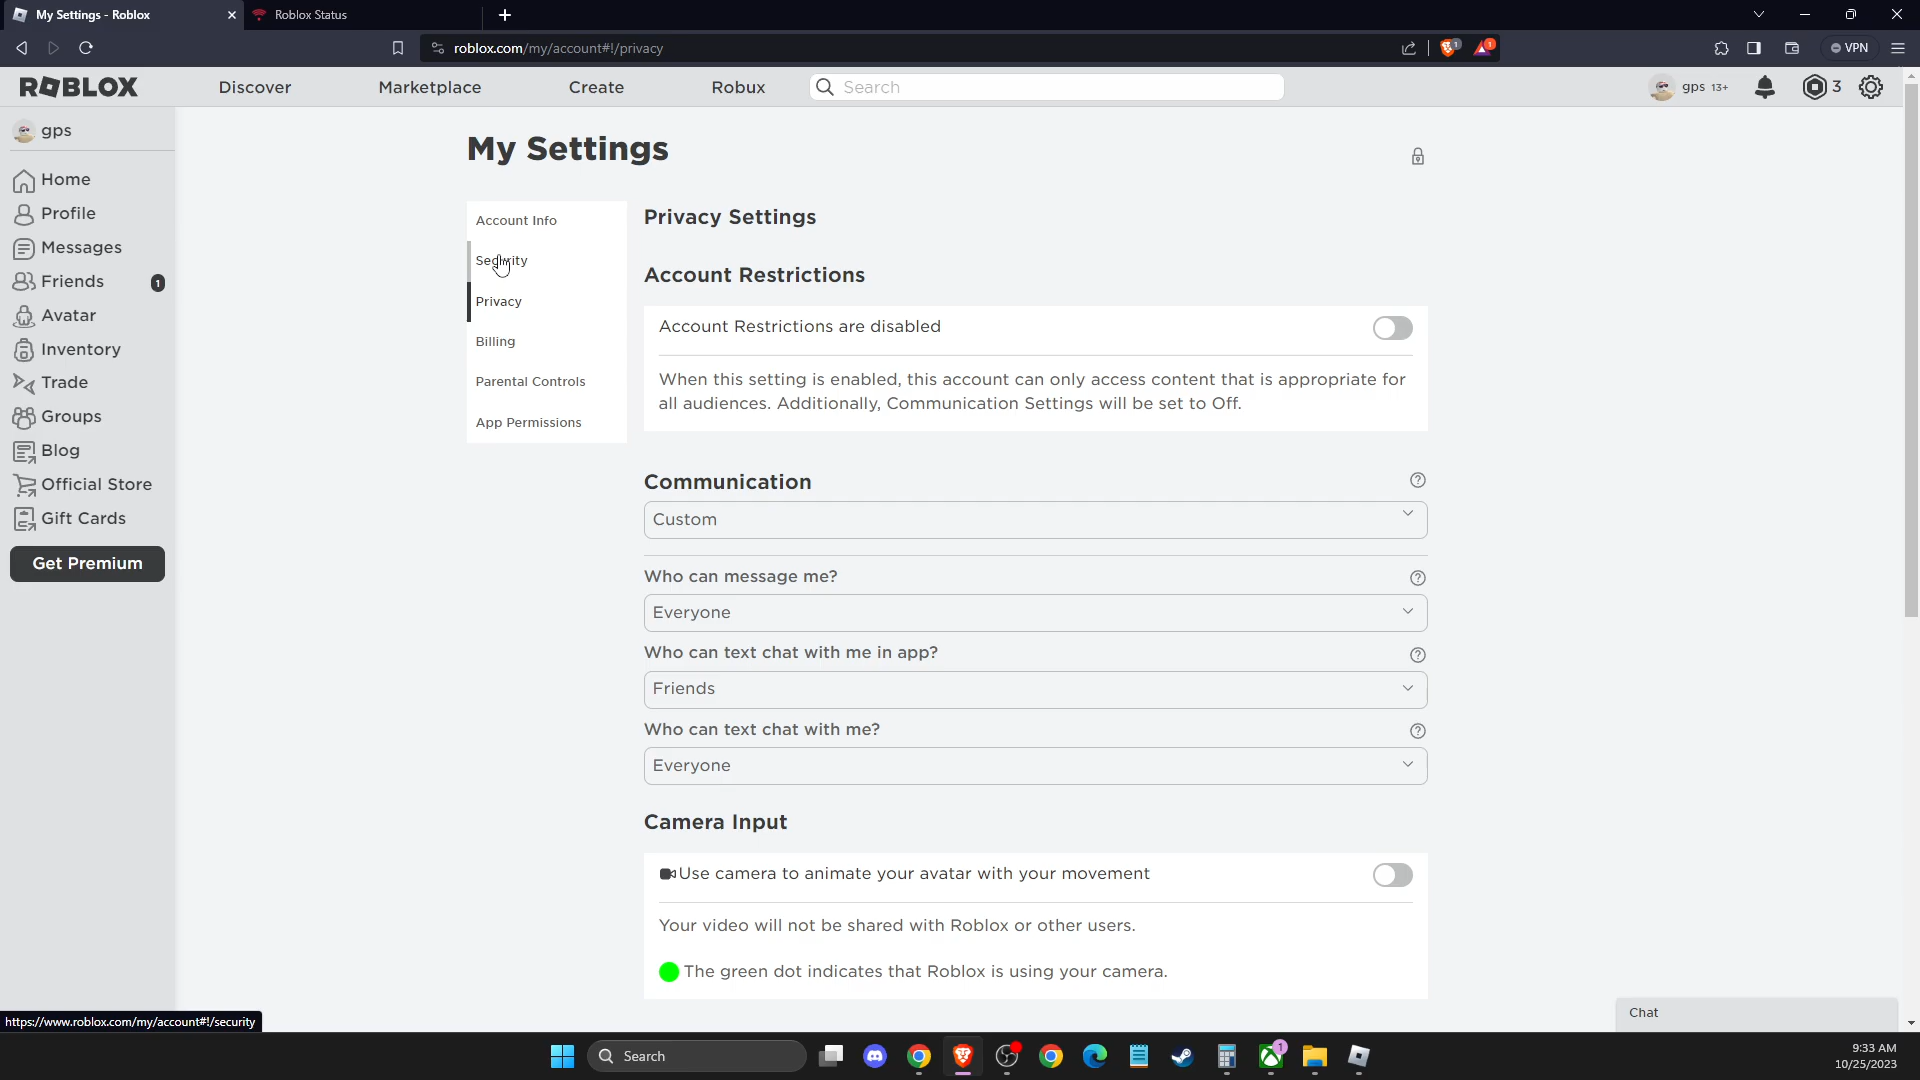 My Settings - Roblox
Roblox Status
roblox.com/my/account#!/privacy
1
1
VPN
ROBLOX
Discover
Marketplace
Create
Robux
Search
gps 13+
3
gps
Home
Profile
Messages
Friends
1
Avatar
Inventory
Trade
Groups
Blog
Official Store
Gift Cards
Get Premium
My Settings
Account Info
Security
Privacy
Billing
Parental Controls
App Permissions
Privacy Settings
Account Restrictions
Account Restrictions are disabled
When this setting is enabled, this account can only access content that is appropriate for
all audiences. Additionally, Communication Settings will be set to Off.
Communication
Custom
Who can message me?
Everyone
Who can text chat with me in app?
Friends
Who can text chat with me?
Everyone
Camera Input
Use camera to animate your avatar with your movement
Your video will not be shared with Roblox or other users.
The green dot indicates that Roblox is using your camera.
Chat
https://www.roblox.com/my/account#!/security
Search
1
9:33 AM
10/25/2023